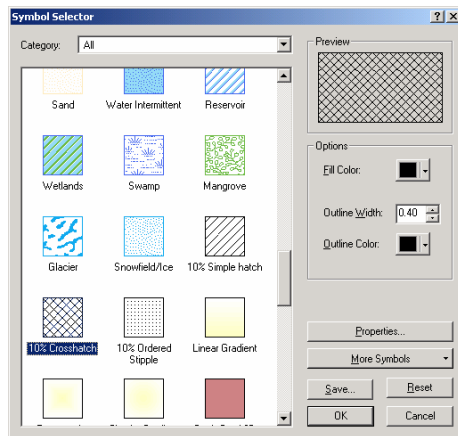 Symbol Selector
Category: All
Sand Water Intermittent Reservoir
Wetlands Swamp Mangrove
Glacier Snowfield/Ice 10% Simple hatch
10% Crosshatch 10% Ordered Stipple Linear Gradient
Preview
Options
Fill Color:
Outline Width: 0.40
Outline Color:
Properties...
More Symbols
Save... Reset
OK Cancel